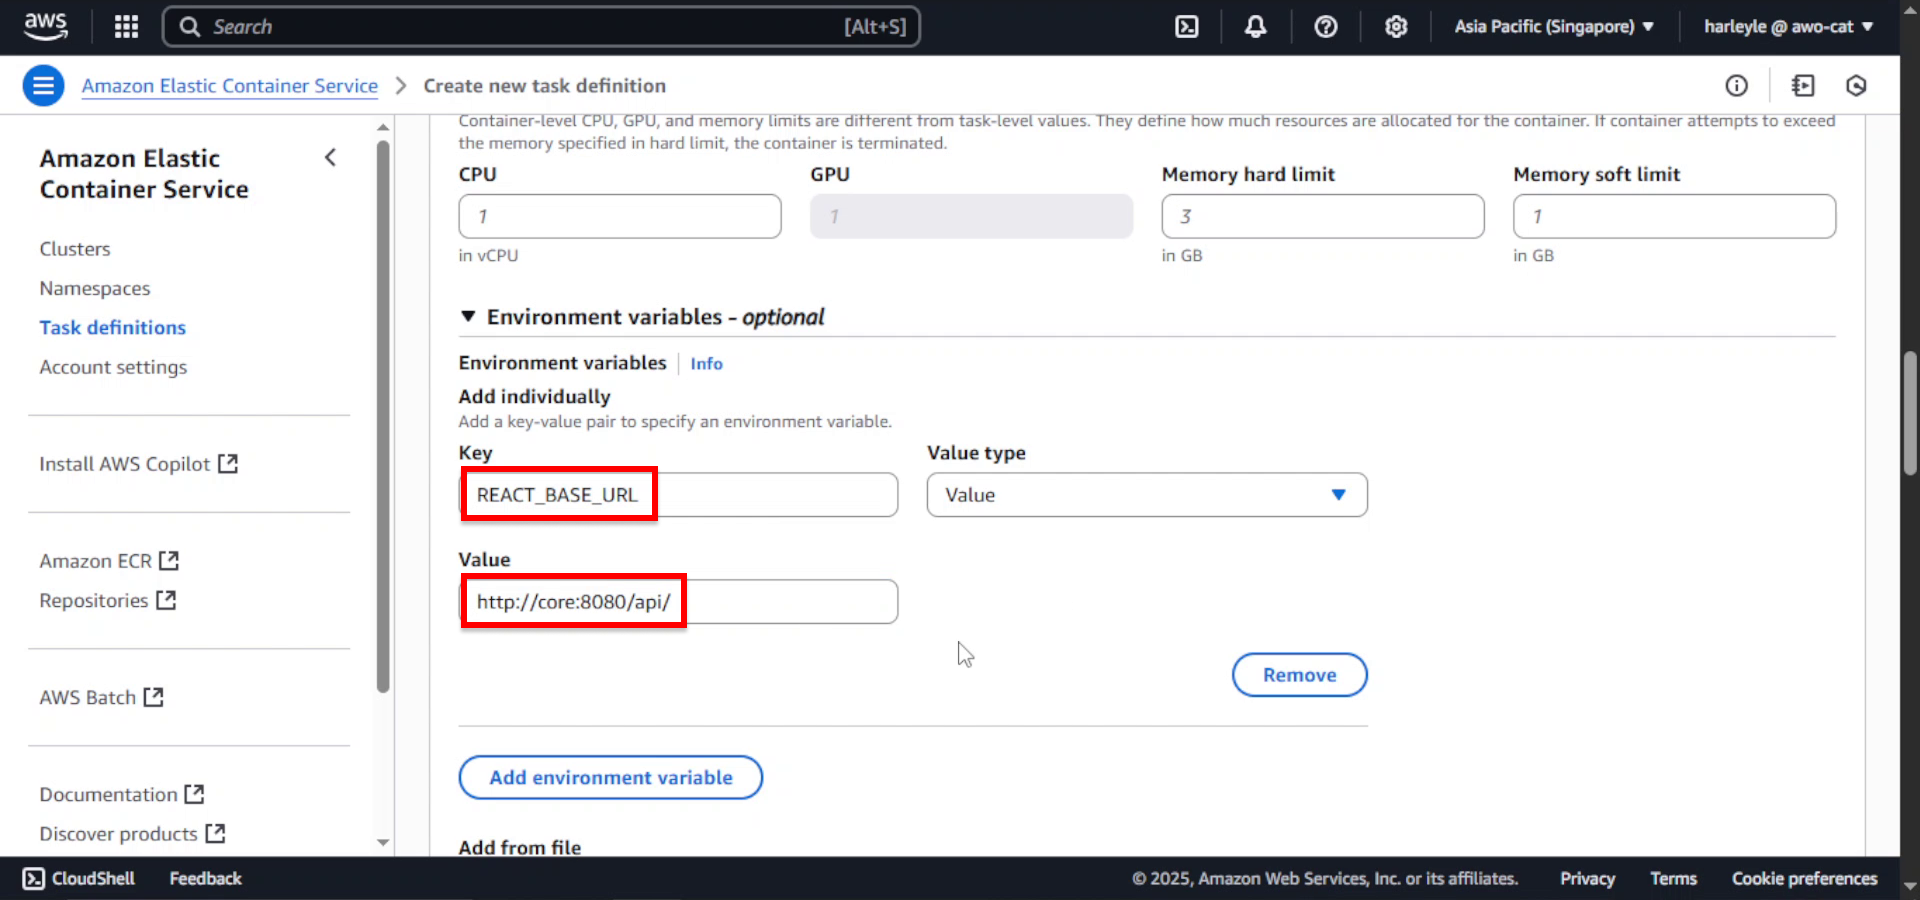 aws
Search
[Alt+S]
Asia Pacific (Singapore)
harleyle @ awo-cat
Amazon Elastic Container Service
Create new task definition
Amazon Elastic
Container Service
Clusters
Namespaces
Task definitions
Account settings
Install AWS Copilot
Amazon ECR
Repositories
AWS Batch
Documentation
Discover products
Container-level CPU, GPU, and memory limits are different from task-level values. They define how much resources are allocated for the container. If container attempts to exceed
the memory specified in hard limit, the container is terminated.
CPU
GPU
Memory hard limit
Memory soft limit
1
1
3
1
in vCPU
in GB
in GB
Environment variables - optional
Environment variables
Info
Add individually
Add a key-value pair to specify an environment variable.
Key
Value type
REACT_BASE_URL
Value
Value
http://core:8080/api/
Remove
Add environment variable
Add from file
CloudShell
Feedback
© 2025, Amazon Web Services, Inc. or its affiliates.
Privacy
Terms
Cookie preferences